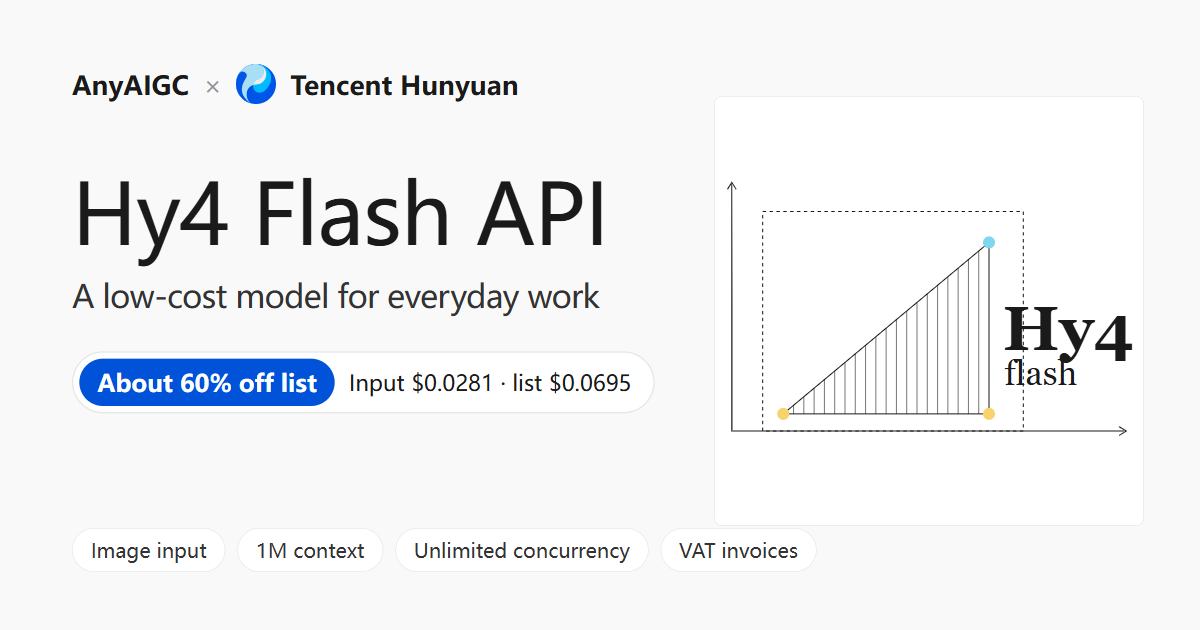 AnyAIGC × Tencent Hunyuan
Hy4 Flash API
A low-cost model for everyday work
About 60% off list Input $0.0281 · list $0.0695
Hy4
flash
Image input 1M context Unlimited concurrency VAT invoices